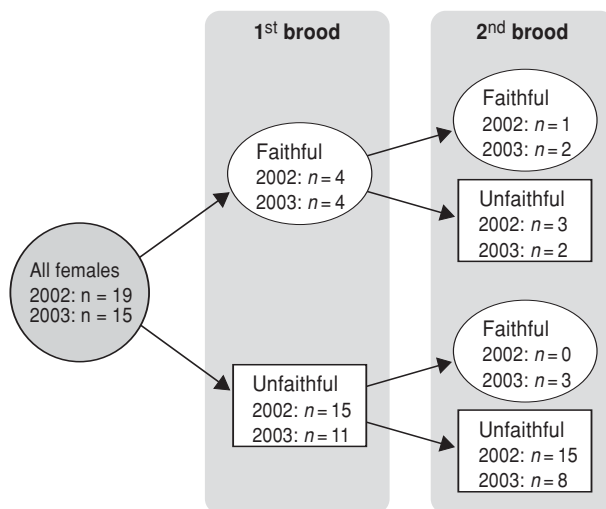 1st brood
2nd brood
All females
2002: n = 19
2003: n = 15
Faithful
2002: n = 4
2003: n = 4
Unfaithful
2002: n = 15
2003: n = 11
Faithful
2002: n = 1
2003: n = 2
Unfaithful
2002: n = 3
2003: n = 2
Faithful
2002: n = 0
2003: n = 3
Unfaithful
2002: n = 15
2003: n = 8